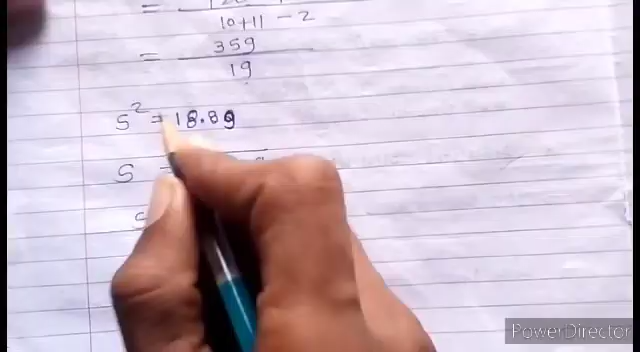 =
10+11-2
= 359
19
S² = 18.89
S
S
PowerDirector